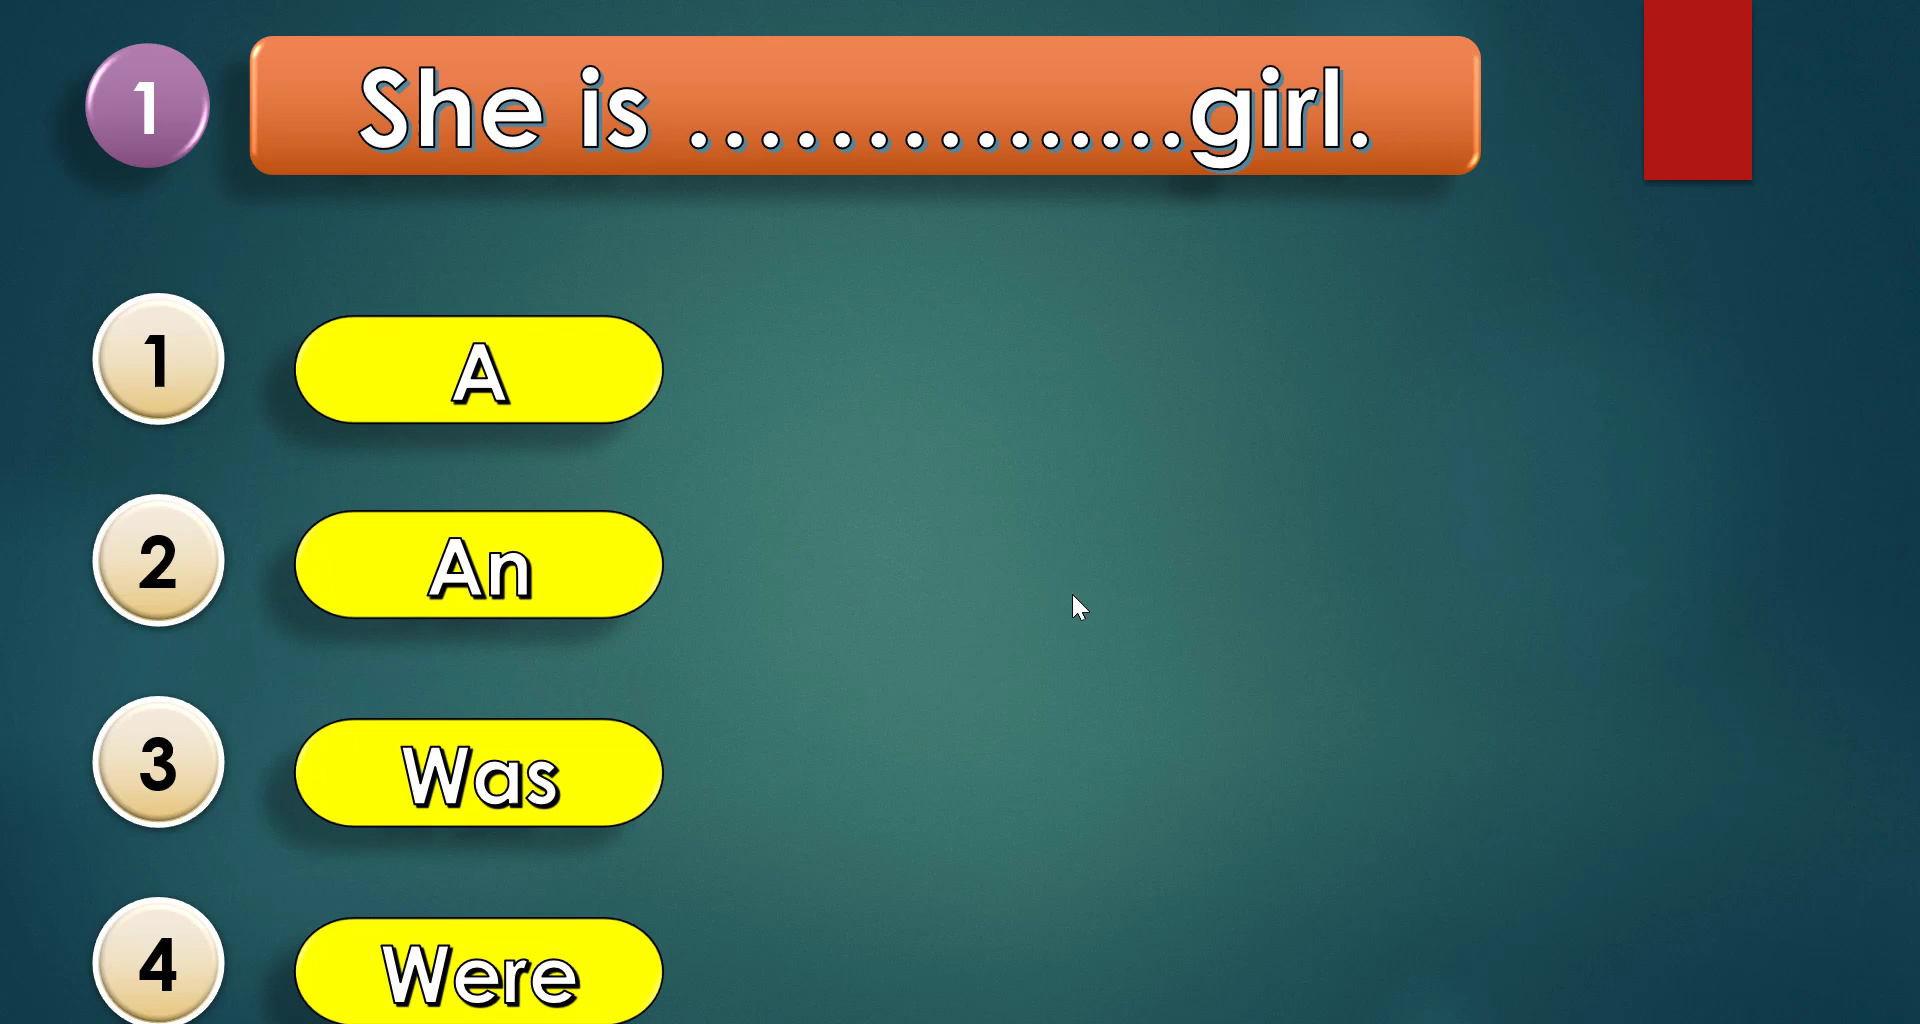 1 She is ...............girl.
1 A
2 An
3 Was
4 Were